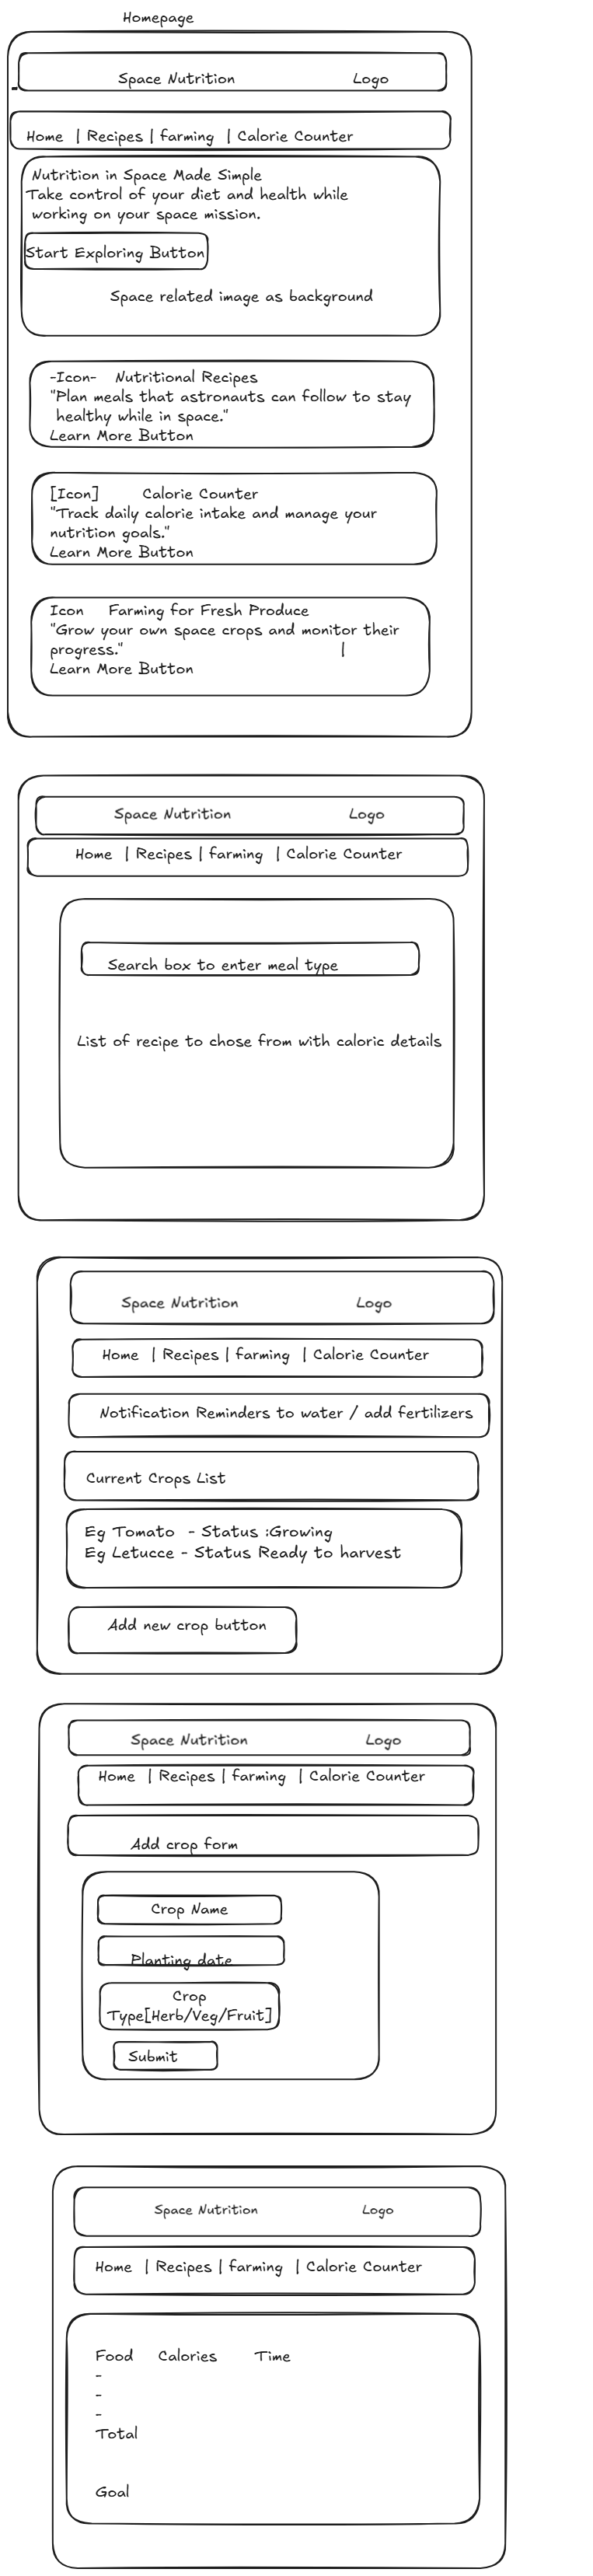 Homepage
Space Nutrition Logo
Home | Recipes | farming | Calorie Counter
Nutrition in Space Made Simple
Take control of your diet and health while
working on your space mission.
Start Exploring Button
Space related image as background
-Icon- Nutritional Recipes
"Plan meals that astronauts can follow to stay
healthy while in space."
Learn More Button
[Icon] Calorie Counter
"Track daily calorie intake and manage your
nutrition goals."
Learn More Button
Icon Farming for Fresh Produce
"Grow your own space crops and monitor their
progress." |
Learn More Button
Space Nutrition Logo
Home | Recipes | farming | Calorie Counter
Search box to enter meal type
List of recipe to chose from with caloric details
Space Nutrition Logo
Home | Recipes | farming | Calorie Counter
Notification Reminders to water / add fertilizers
Current Crops List
Eg Tomato - Status :Growing
Eg Letucce - Status Ready to harvest
Add new crop button
Space Nutrition Logo
Home | Recipes | farming | Calorie Counter
Add crop form
Crop Name
Planting date
Crop
Type[Herb/Veg/Fruit]
Submit
Space Nutrition Logo
Home | Recipes | farming | Calorie Counter
Food Calories Time
-
-
-
Total
Goal